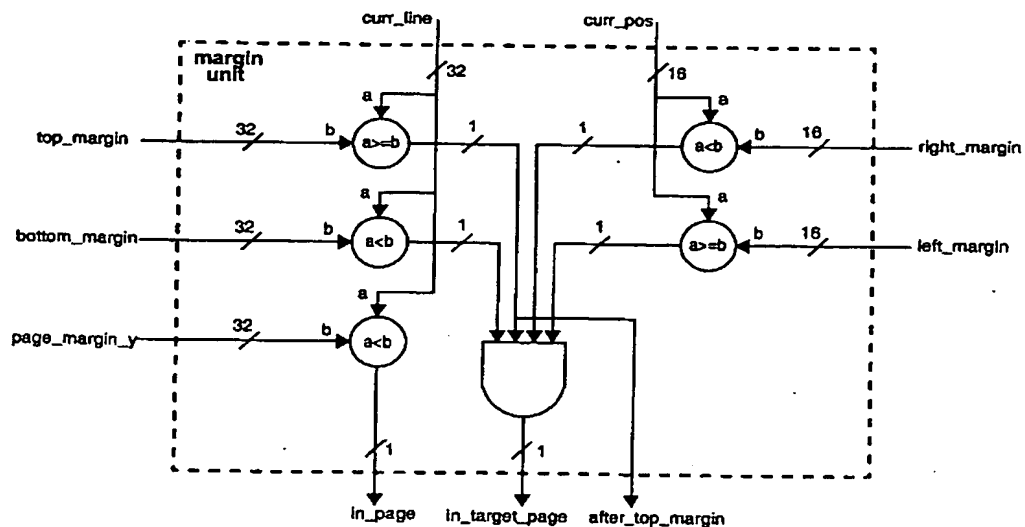 curr_line curr_pos
margin
unit
32 16
a a
top_margin 32 b a>=b 1 1 a<b b 16 right_margin
a a
bottom_margin 32 b a<b 1 1 a>=b b 16 left_margin
a
page_margin_y 32 b a<b
1 1
in_page in_target_page after_top_margin